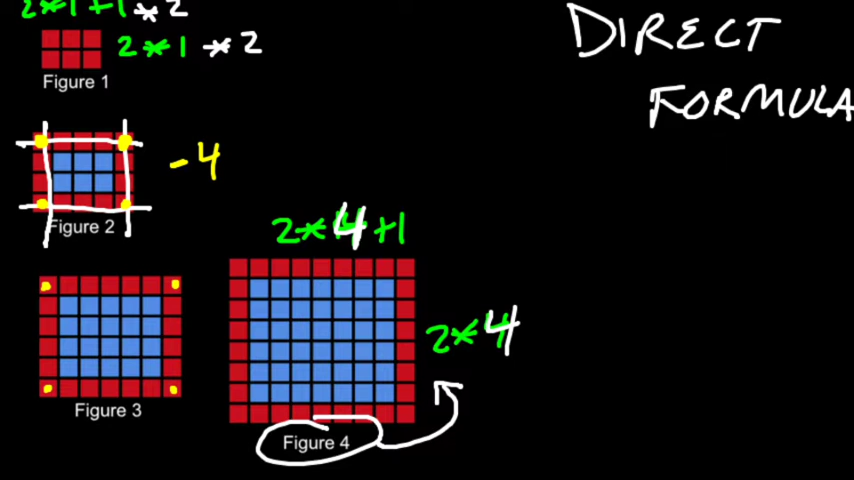 2*1+1 * 2
2*1 * 2
Figure 1
DIRECT
FORMULA
-4
Figure 2
2*4+1
2*4
Figure 3
Figure 4